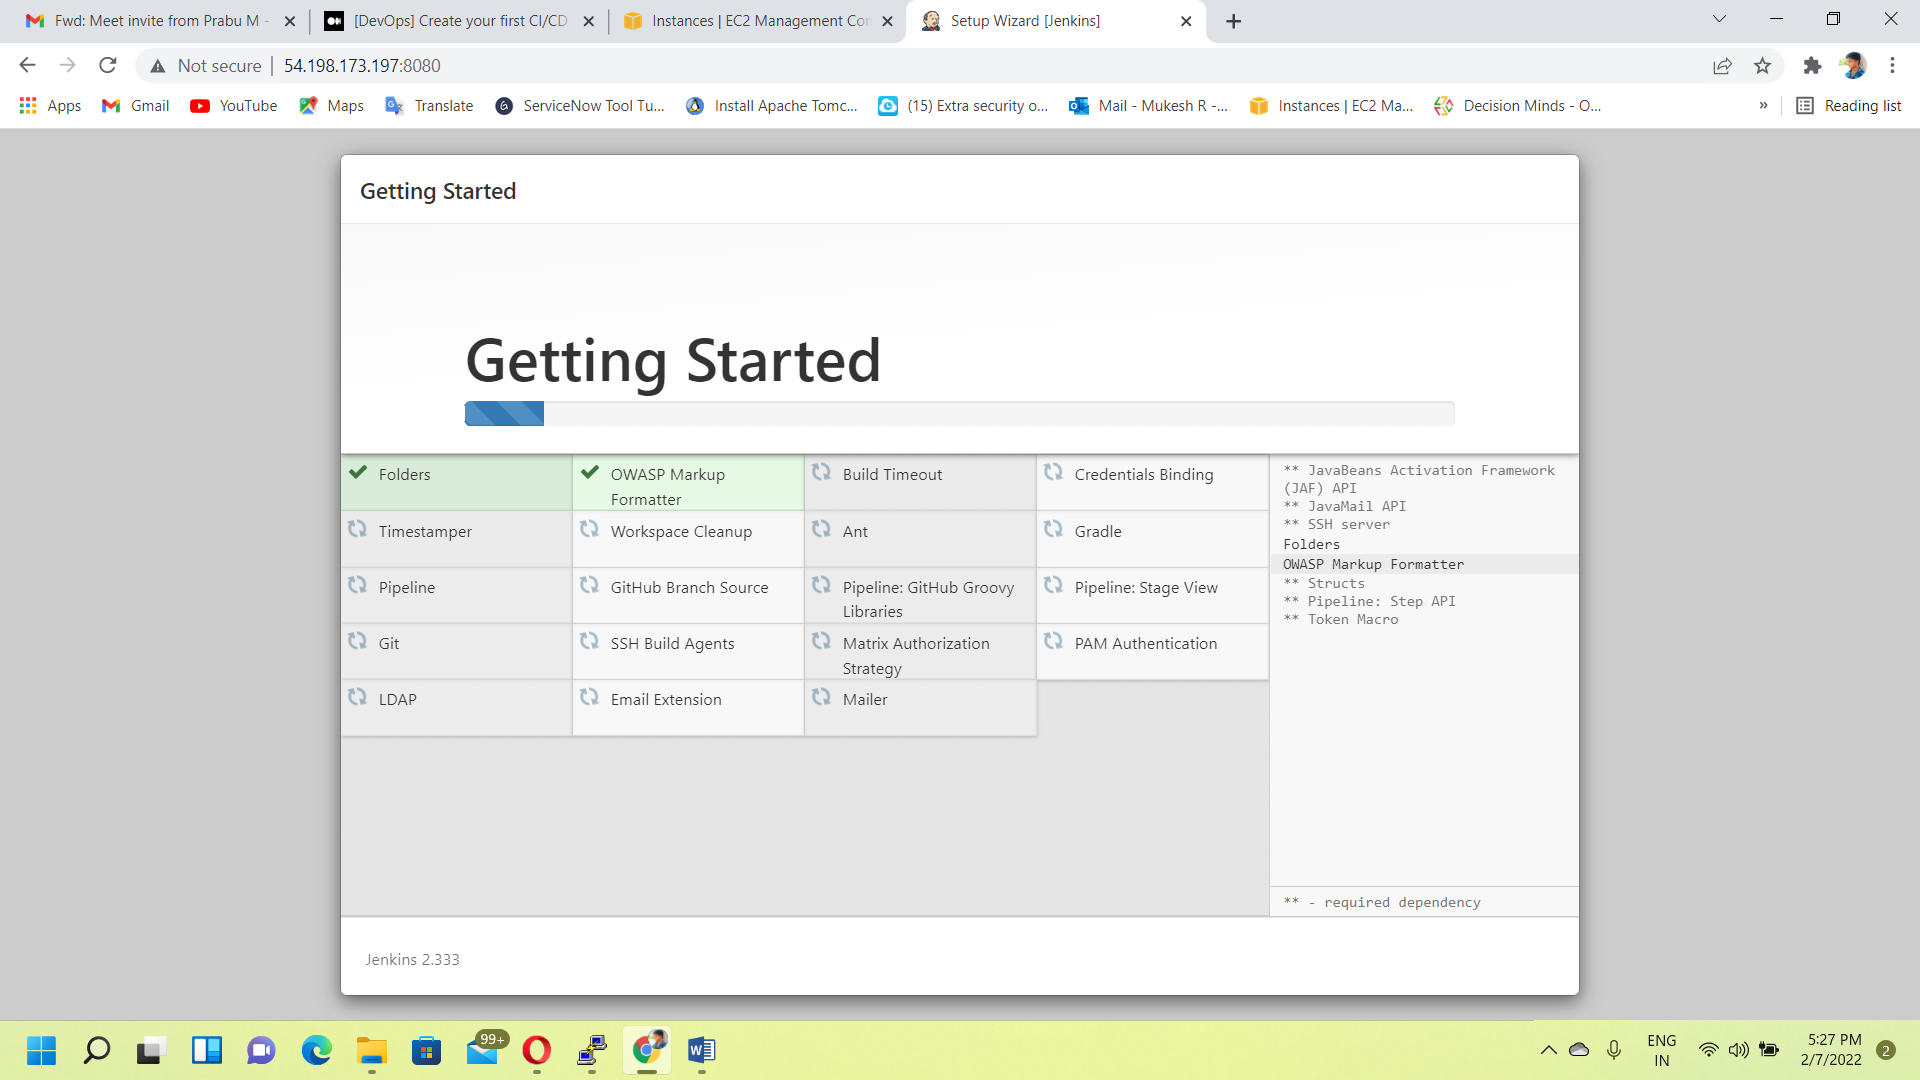 Fwd: Meet invite from Prabu M -
[DevOps] Create your first CI/CD
Instances | EC2 Management Con
Setup Wizard [Jenkins]
Not secure
54.198.173.197:8080
Apps
Gmail
YouTube
Maps
Translate
ServiceNow Tool Tu...
Install Apache Tomc...
(15) Extra security o...
Mail - Mukesh R -...
Instances | EC2 Ma...
Decision Minds - O...
»
Reading list
Getting Started
Getting Started
Folders
OWASP Markup
Formatter
Build Timeout
Credentials Binding
Timestamper
Workspace Cleanup
Ant
Gradle
Pipeline
GitHub Branch Source
Pipeline: GitHub Groovy
Libraries
Pipeline: Stage View
Git
SSH Build Agents
Matrix Authorization
Strategy
PAM Authentication
LDAP
Email Extension
Mailer
** JavaBeans Activation Framework
(JAF) API
** JavaMail API
** SSH server
Folders
OWASP Markup Formatter
** Structs
** Pipeline: Step API
** Token Macro
** - required dependency
Jenkins 2.333
99+
ENG
IN
5:27 PM
2/7/2022
2